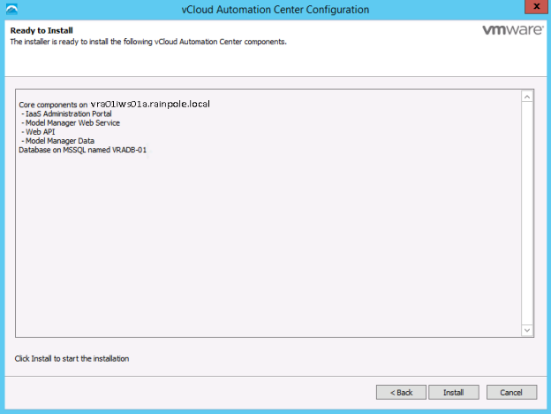 vCloud Automation Center Configuration
x
Ready to Install
The installer is ready to install the following vCloud Automation Center components.
vmware
Core components on vra01iws01a.rainpole.local
- IaaS Administration Portal
- Model Manager Web Service
- Web API
- Model Manager Data
Database on MSSQL named VRADB-01
Click Install to start the installation
< Back
Install
Cancel